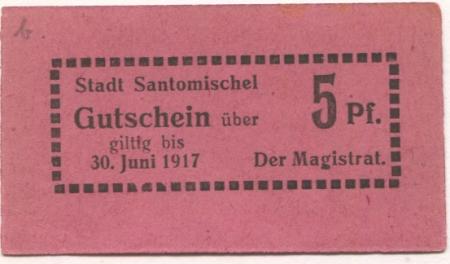 Stadt Santomischel
Gutschein über 5 Pf.
giltig bis
30. Juni 1917 Der Magistrat.